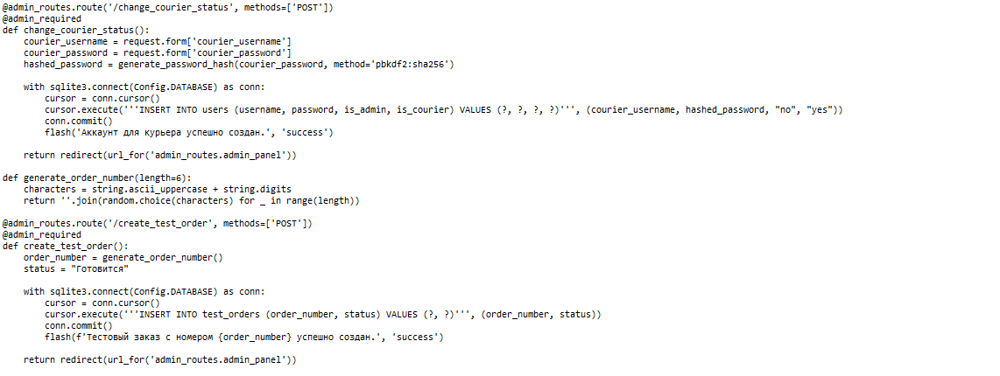 @admin_routes.route('/change_courier_status', methods=['POST'])
@admin_required
def change_courier_status():
    courier_username = request.form['courier_username']
    courier_password = request.form['courier_password']
    hashed_password = generate_password_hash(courier_password, method='pbkdf2:sha256')

    with sqlite3.connect(Config.DATABASE) as conn:
        cursor = conn.cursor()
        cursor.execute('''INSERT INTO users (username, password, is_admin, is_courier) VALUES (?, ?, ?, ?)''', (courier_username, hashed_password, "no", "yes"))
        conn.commit()
        flash('Аккаунт для курьера успешно создан.', 'success')

    return redirect(url_for('admin_routes.admin_panel'))

def generate_order_number(length=6):
    characters = string.ascii_uppercase + string.digits
    return ''.join(random.choice(characters) for _ in range(length))

@admin_routes.route('/create_test_order', methods=['POST'])
@admin_required
def create_test_order():
    order_number = generate_order_number()
    status = "Готовится"

    with sqlite3.connect(Config.DATABASE) as conn:
        cursor = conn.cursor()
        cursor.execute('''INSERT INTO test_orders (order_number, status) VALUES (?, ?)''', (order_number, status))
        conn.commit()
        flash(f'Тестовый заказ с номером {order_number} успешно создан.', 'success')

    return redirect(url_for('admin_routes.admin_panel'))